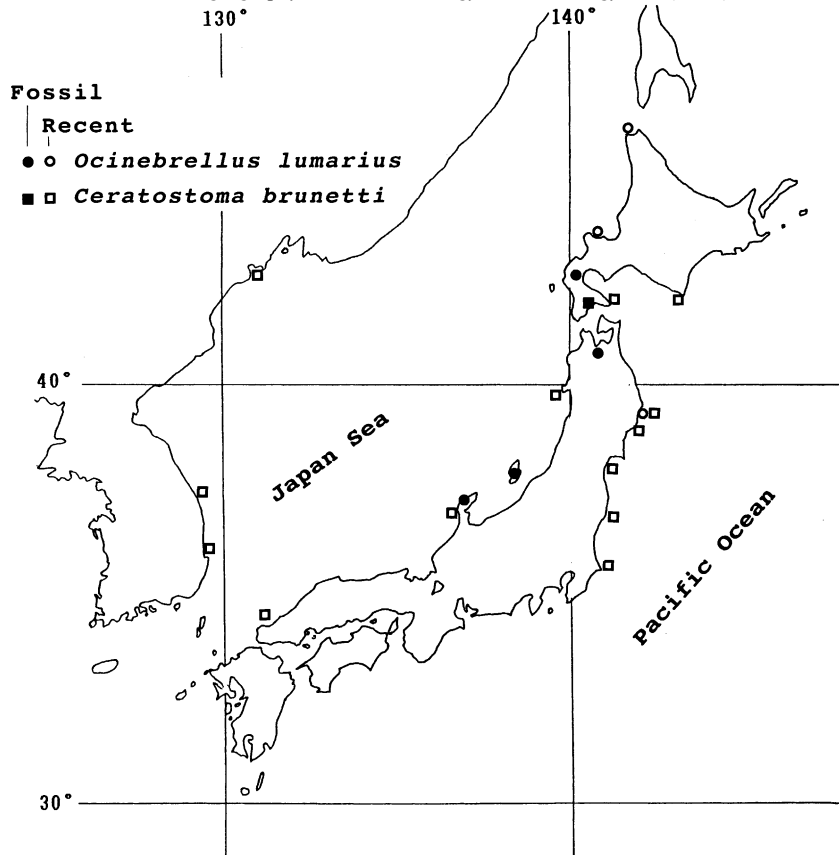 130° 140°
Fossil
Recent
Ocinebrellus lumarius
Ceratostoma brunetti
40°
Japan Sea
Pacific Ocean
30°